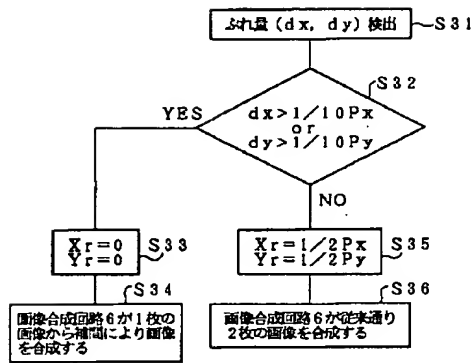 ぶれ量(dx, dy)検出
S31
S32
YES
dx>1/10Px
or
dy>1/10Py
NO
Xr=0
Yr=0
S33
Xr=1/2Px
Yr=1/2Py
S35
S34
画像合成回路6が1枚の
画像から補間により画像
を合成する
S36
画像合成回路6が従来通り
2枚の画像を合成する